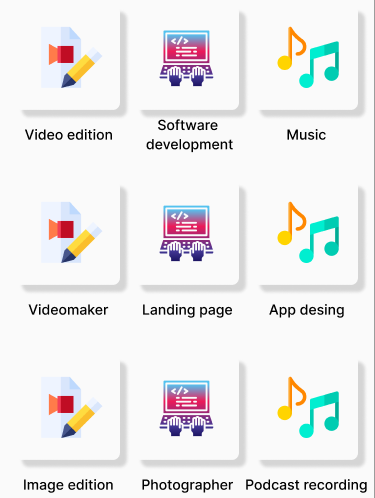 Video edition
Software
development
Music
Videomaker
Landing page
App desing
Image edition
Photographer
Podcast recording